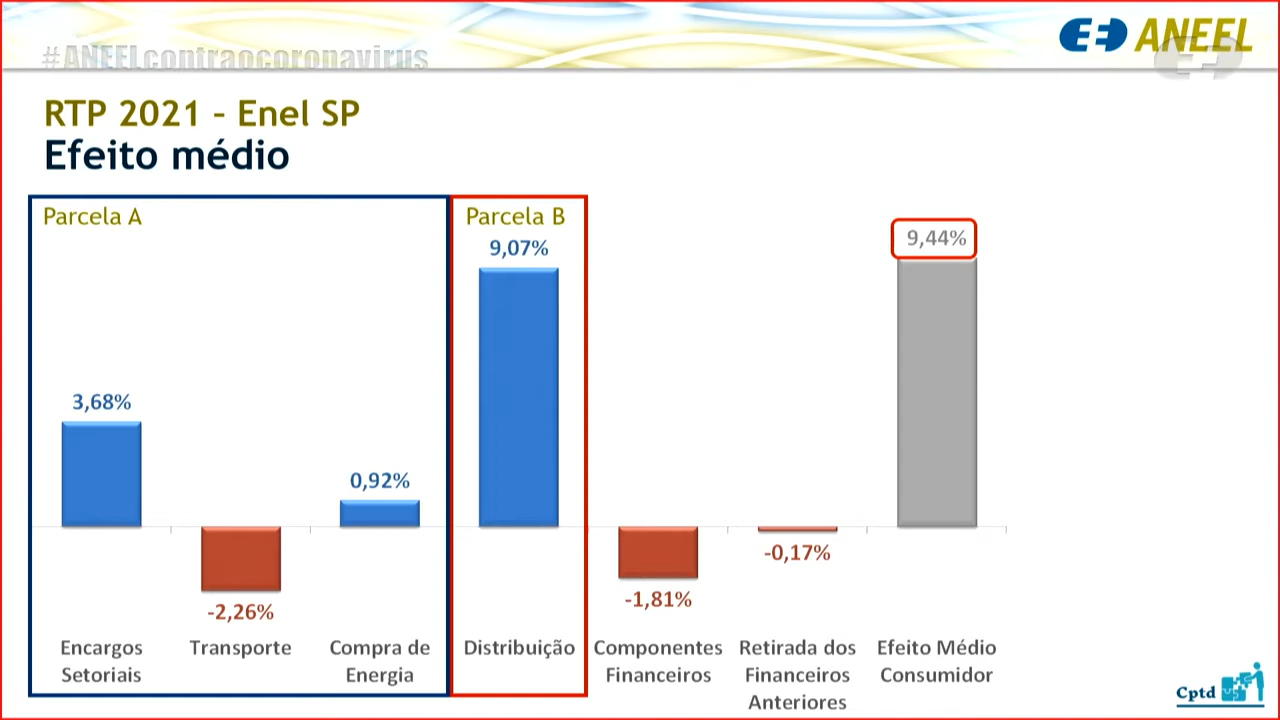 #ANEELcontraocoronavirus
ANEEL
RTP 2021 – Enel SP
Efeito médio
Parcela A
Parcela B
9,07%
9,44%
3,68%
0,92%
-0,17%
-1,81%
-2,26%
Encargos
Setoriais
Transporte
Compra de
Energia
Distribuição
Componentes
Financeiros
Retirada dos
Financeiros
Anteriores
Efeito Médio
Consumidor
Cptd